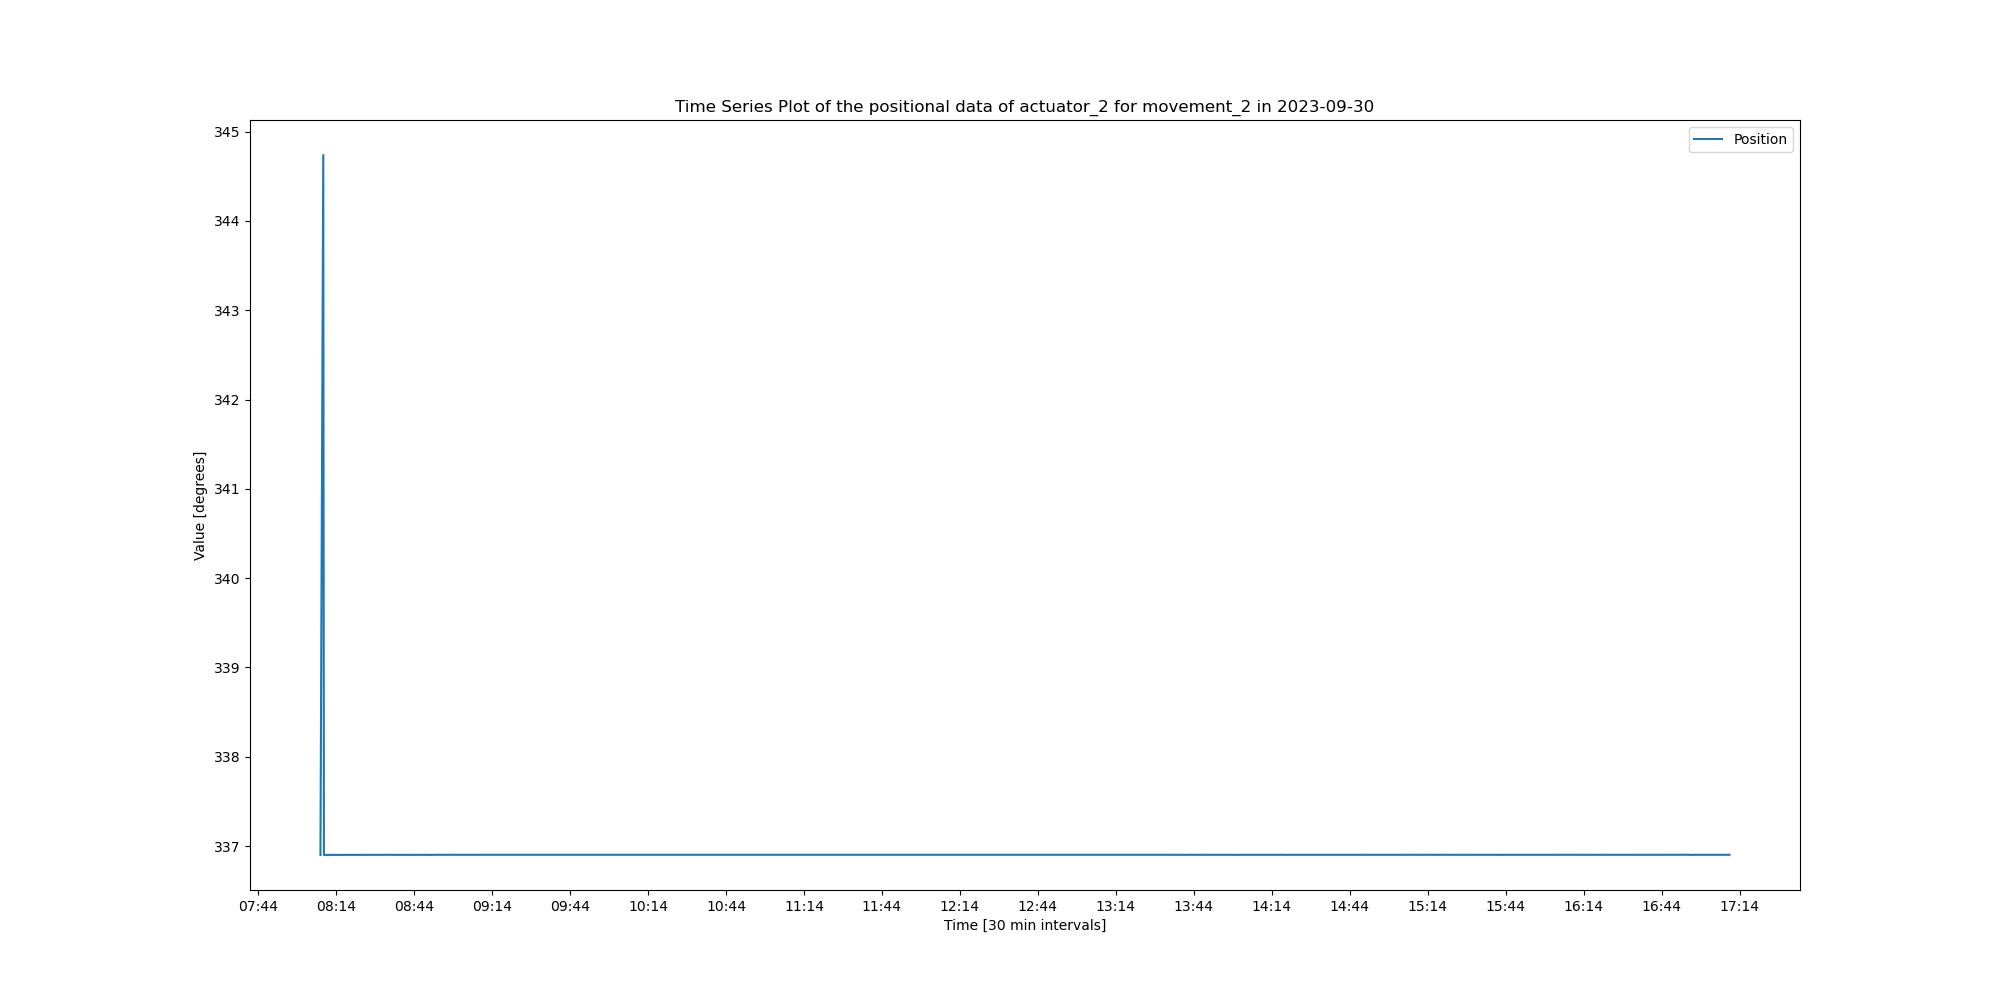 Time Series Plot of the positional data of actuator_2 for movement_2 in 2023-09-30
Position
345
344
343
342
341
340
339
338
337
Value [degrees]
07:44 08:14 08:44 09:14 09:44 10:14 10:44 11:14 11:44 12:14 12:44 13:14 13:44 14:14 14:44 15:14 15:44 16:14 16:44 17:14
Time [30 min intervals]